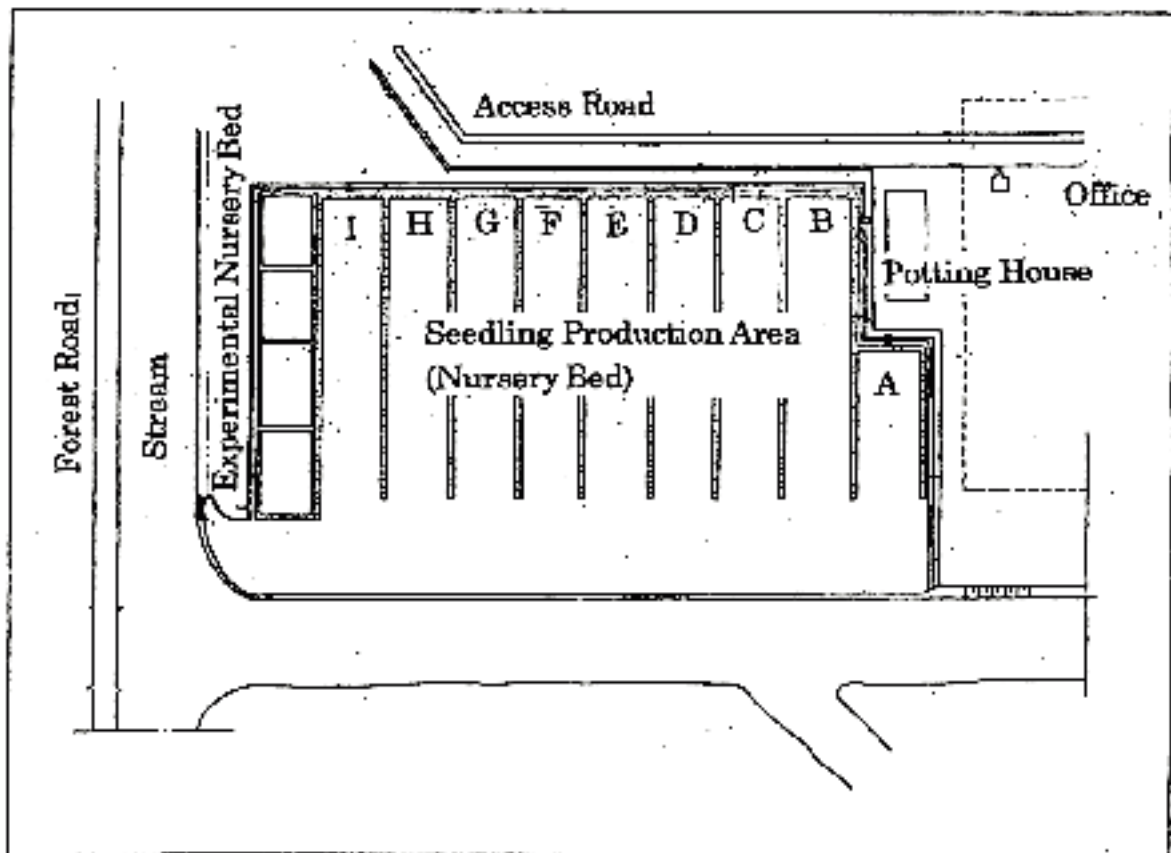 Access Road
Office
Potting House
Experimental Nursery Bed
Forest Road
Stream
I H G F E D C B
Seedling Production Area
(Nursery Bed)
A